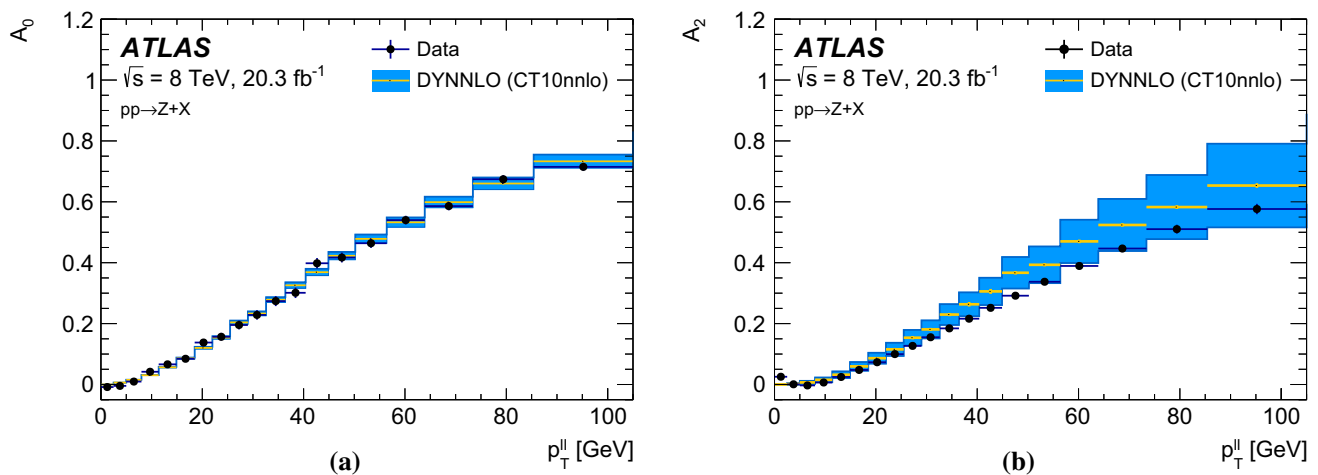 A₀
1.2
1
0.8
0.6
0.4
0.2
0
ATLAS
√s = 8 TeV, 20.3 fb⁻¹
pp→Z+X
Data
DYNNLO (CT10nnlo)
0 20 40 60 80 100
p_T^ll [GeV]
(a)
A₂
1.2
1
0.8
0.6
0.4
0.2
0
ATLAS
√s = 8 TeV, 20.3 fb⁻¹
pp→Z+X
Data
DYNNLO (CT10nnlo)
0 20 40 60 80 100
p_T^ll [GeV]
(b)